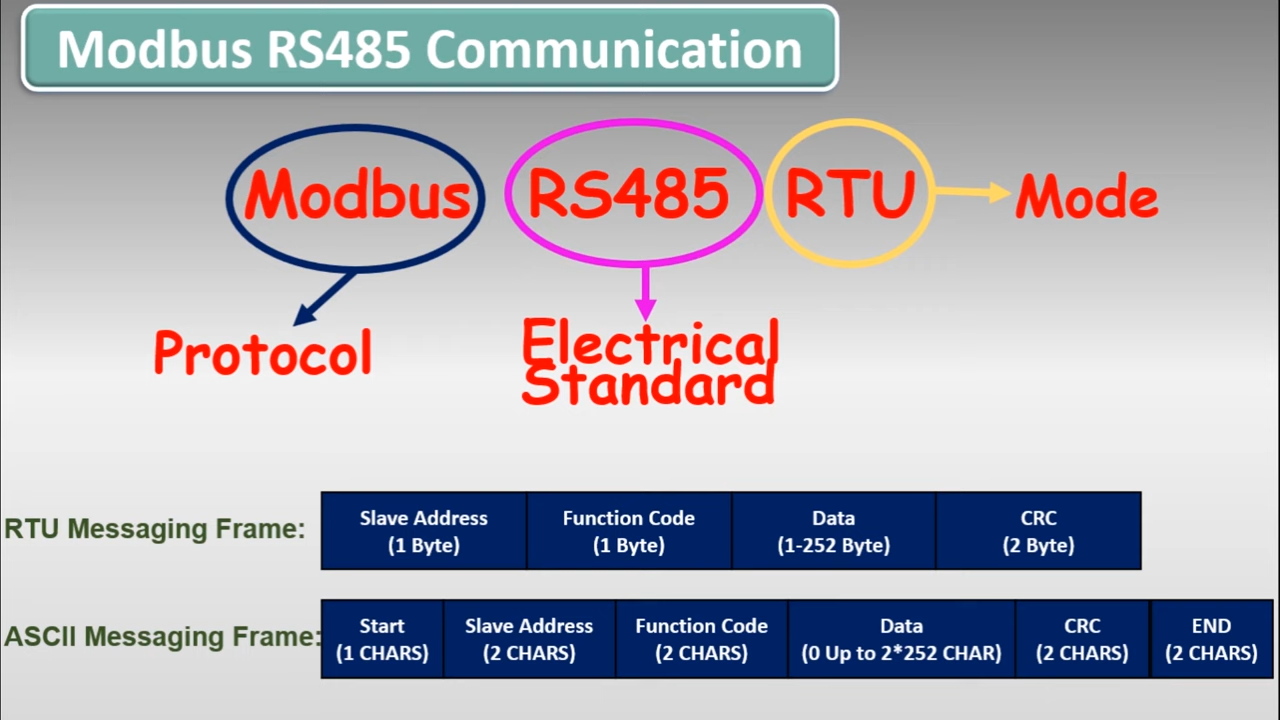 Modbus RS485 Communication
Modbus RS485 RTU Mode
Protocol
Electrical
Standard
RTU Messaging Frame:
Slave Address
(1 Byte)
Function Code
(1 Byte)
Data
(1-252 Byte)
CRC
(2 Byte)
ASCII Messaging Frame:
Start
(1 CHARS)
Slave Address
(2 CHARS)
Function Code
(2 CHARS)
Data
(0 Up to 2*252 CHAR)
CRC
(2 CHARS)
END
(2 CHARS)